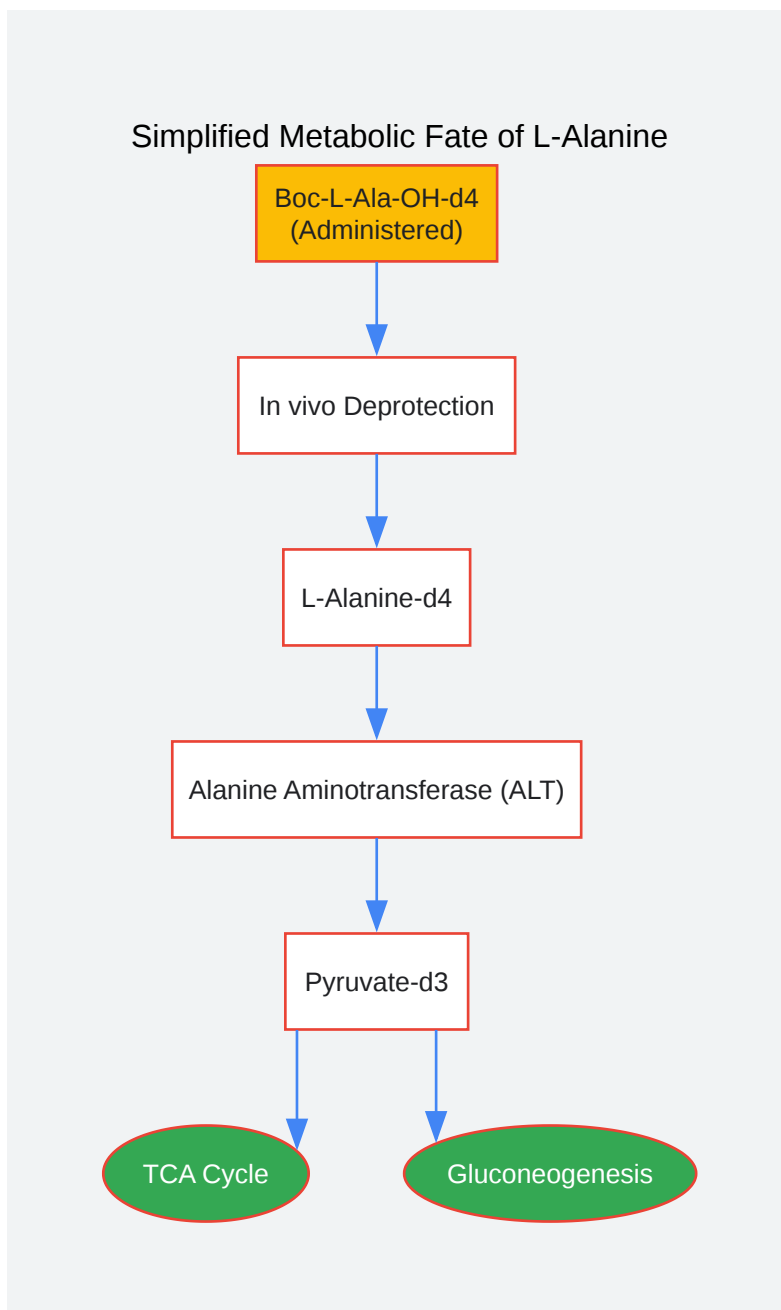 Simplified Metabolic Fate of L-Alanine
Boc-L-Ala-OH-d4
(Administered)
In vivo Deprotection
L-Alanine-d4
Alanine Aminotransferase (ALT)
Pyruvate-d3
TCA Cycle
Gluconeogenesis